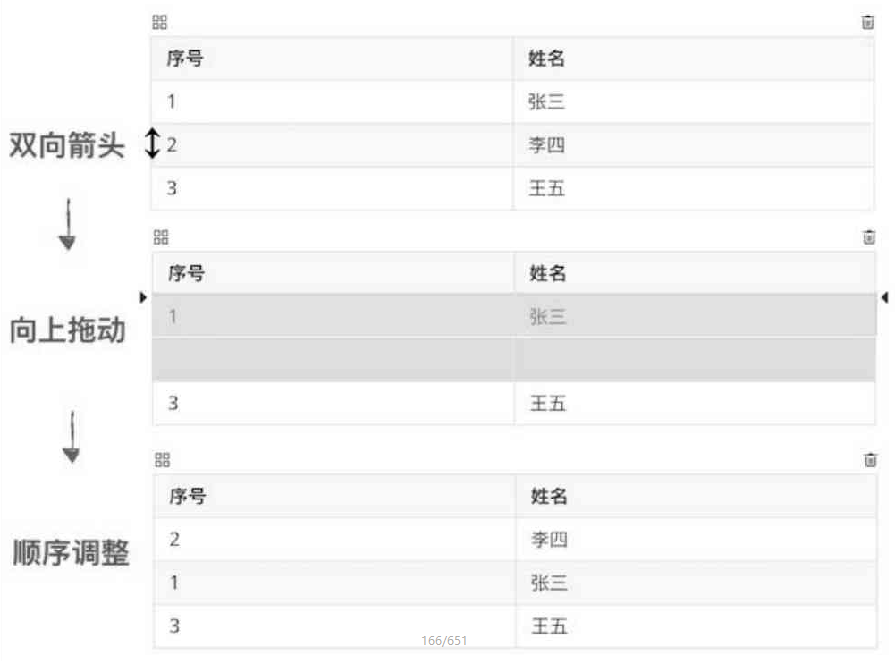 序号 姓名
1 张三
双向箭头 2 李四
3 王五
序号 姓名
1 张三
向上拖动
3 王五
序号 姓名
2 李四
顺序调整
1 张三
3 王五
166/651